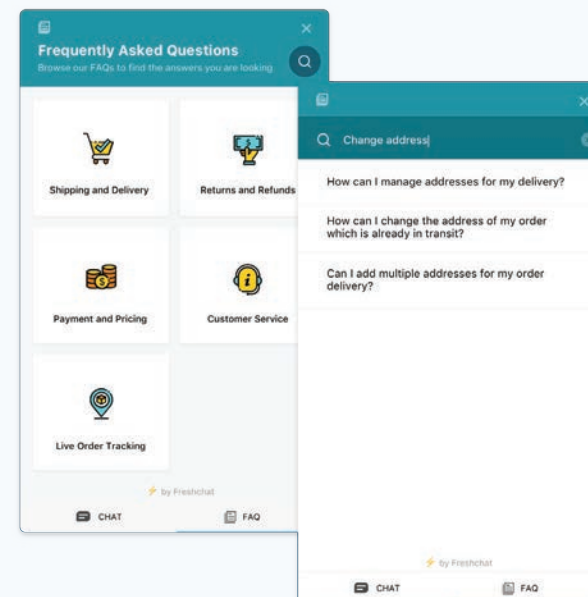 Frequently Asked Questions
Browse our FAQs to find the answers you are looking
Shipping and Delivery
Returns and Refunds
Payment and Pricing
Customer Service
Live Order Tracking
⚡ by Freshchat
CHAT
FAQ
Change address
How can I manage addresses for my delivery?
How can I change the address of my order
which is already in transit?
Can I add multiple addresses for my order
delivery?
⚡ by Freshchat
CHAT
FAQ